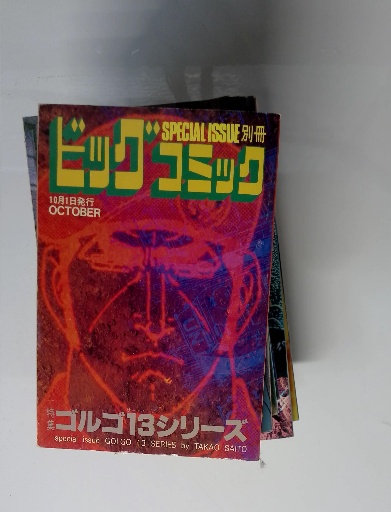 SPECIAL ISSUE 別冊
ビッグコミック
10月1日発行
OCTOBER
特集
ゴルゴ13シリーズ
special issue GOLGO 13 SERIES by TAKAO SAITO